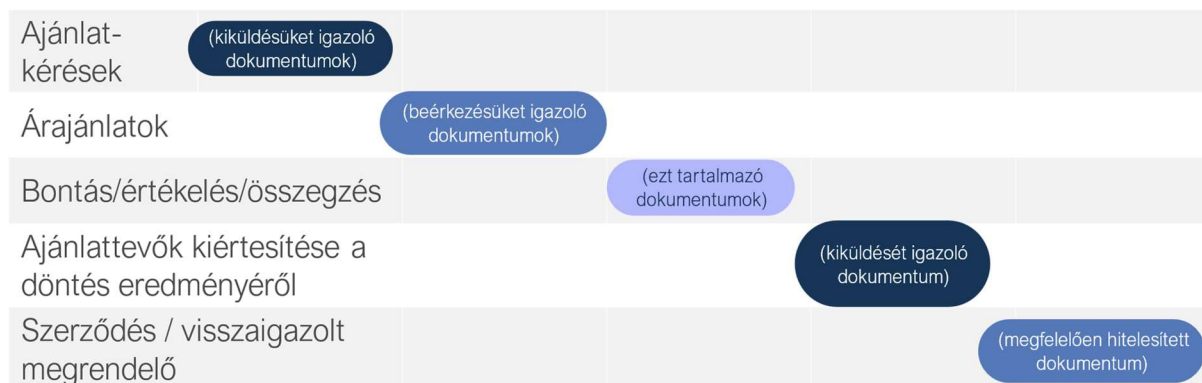 Ajánlat-
kérések
(kiküldésüket igazoló
dokumentumok)
Árajánlatok
(beérkezésüket igazoló
dokumentumok)
Bontás/értékelés/összegzés
(ezt tartalmazó
dokumentumok)
Ajánlattevők kiértesítése a
döntés eredményéről
(kiküldését igazoló
dokumentum)
Szerződés / visszaigazolt
megrendelő
(megfelelően hitelesített
dokumentum)